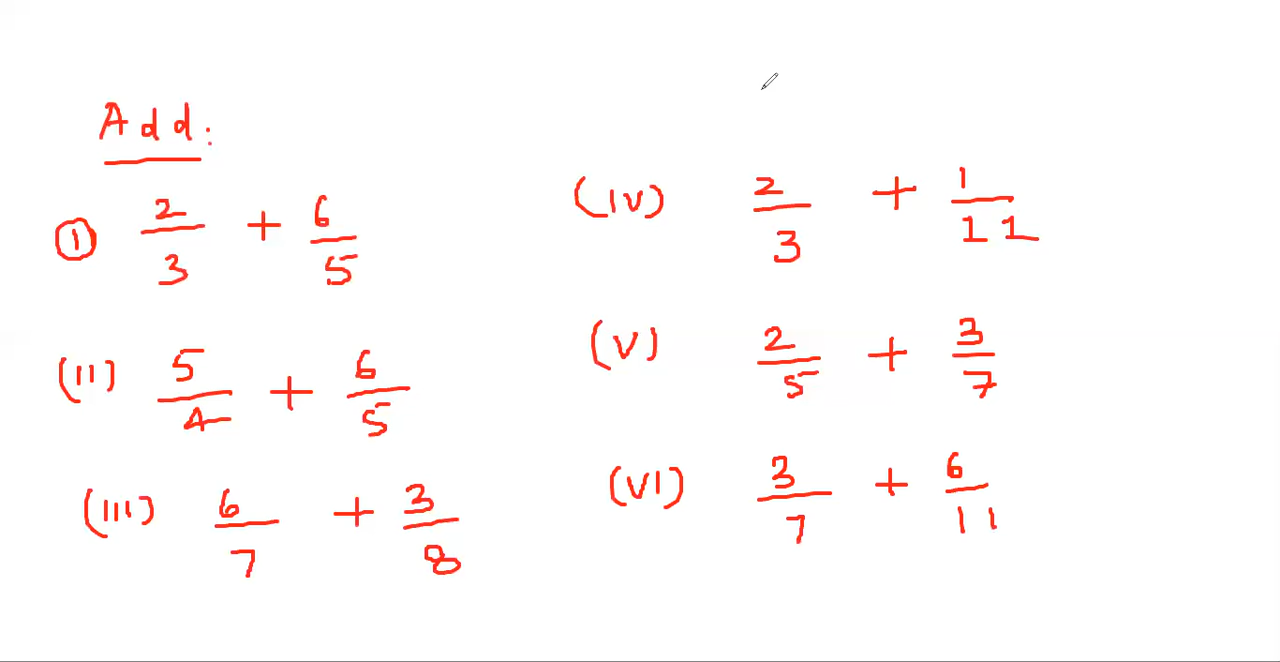 Add:
(1) 2/3 + 6/5
(II) 5/4 + 6/5
(III) 6/7 + 3/8
(IV) 2/3 + 1/11
(V) 2/5 + 3/7
(VI) 3/7 + 6/11